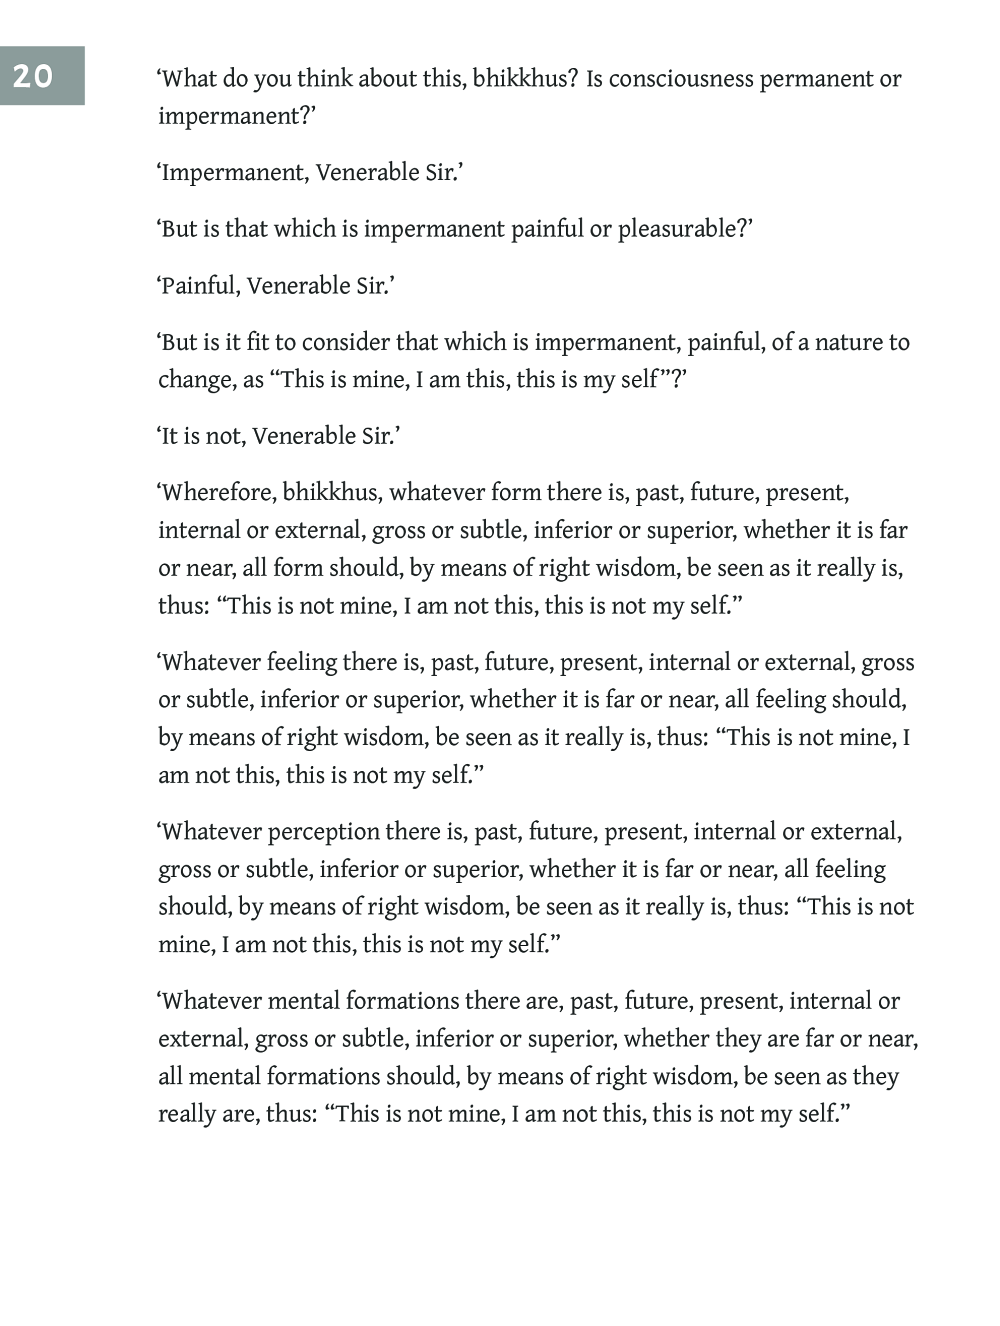 20
‘What do you think about this, bhikkhus? Is consciousness permanent or
impermanent?’
‘Impermanent, Venerable Sir.’
‘But is that which is impermanent painful or pleasurable?’
‘Painful, Venerable Sir.’
‘But is it fit to consider that which is impermanent, painful, of a nature to
change, as “This is mine, I am this, this is my self”?’
‘It is not, Venerable Sir.’
‘Wherefore, bhikkhus, whatever form there is, past, future, present,
internal or external, gross or subtle, inferior or superior, whether it is far
or near, all form should, by means of right wisdom, be seen as it really is,
thus: “This is not mine, I am not this, this is not my self.”
‘Whatever feeling there is, past, future, present, internal or external, gross
or subtle, inferior or superior, whether it is far or near, all feeling should,
by means of right wisdom, be seen as it really is, thus: “This is not mine, I
am not this, this is not my self.”
‘Whatever perception there is, past, future, present, internal or external,
gross or subtle, inferior or superior, whether it is far or near, all feeling
should, by means of right wisdom, be seen as it really is, thus: “This is not
mine, I am not this, this is not my self.”
‘Whatever mental formations there are, past, future, present, internal or
external, gross or subtle, inferior or superior, whether they are far or near,
all mental formations should, by means of right wisdom, be seen as they
really are, thus: “This is not mine, I am not this, this is not my self.”